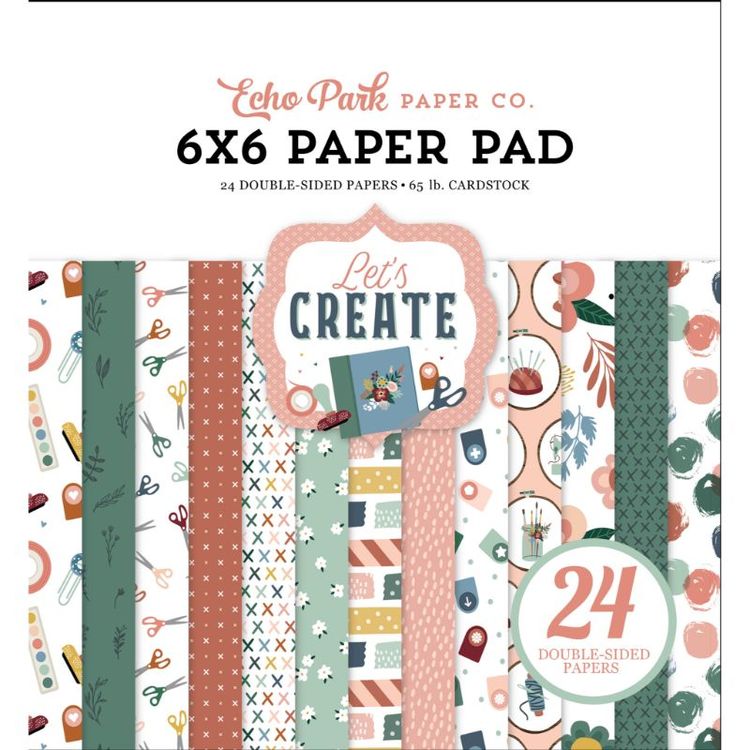 Echo Park PAPER CO.
6X6 PAPER PAD
24 DOUBLE-SIDED PAPERS • 65 lb. CARDSTOCK
Let's
CREATE
24
DOUBLE-SIDED
PAPERS